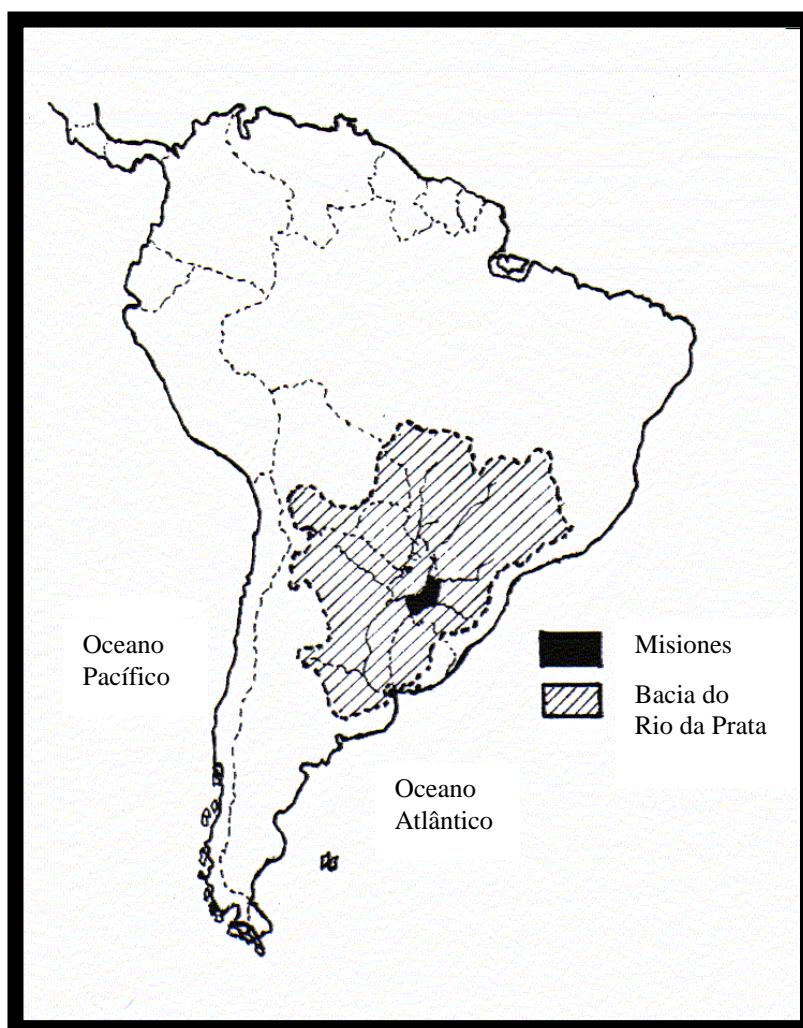 Oceano
Pacífico
Misiones
Bacia do
Rio da Prata
Oceano
Atlântico